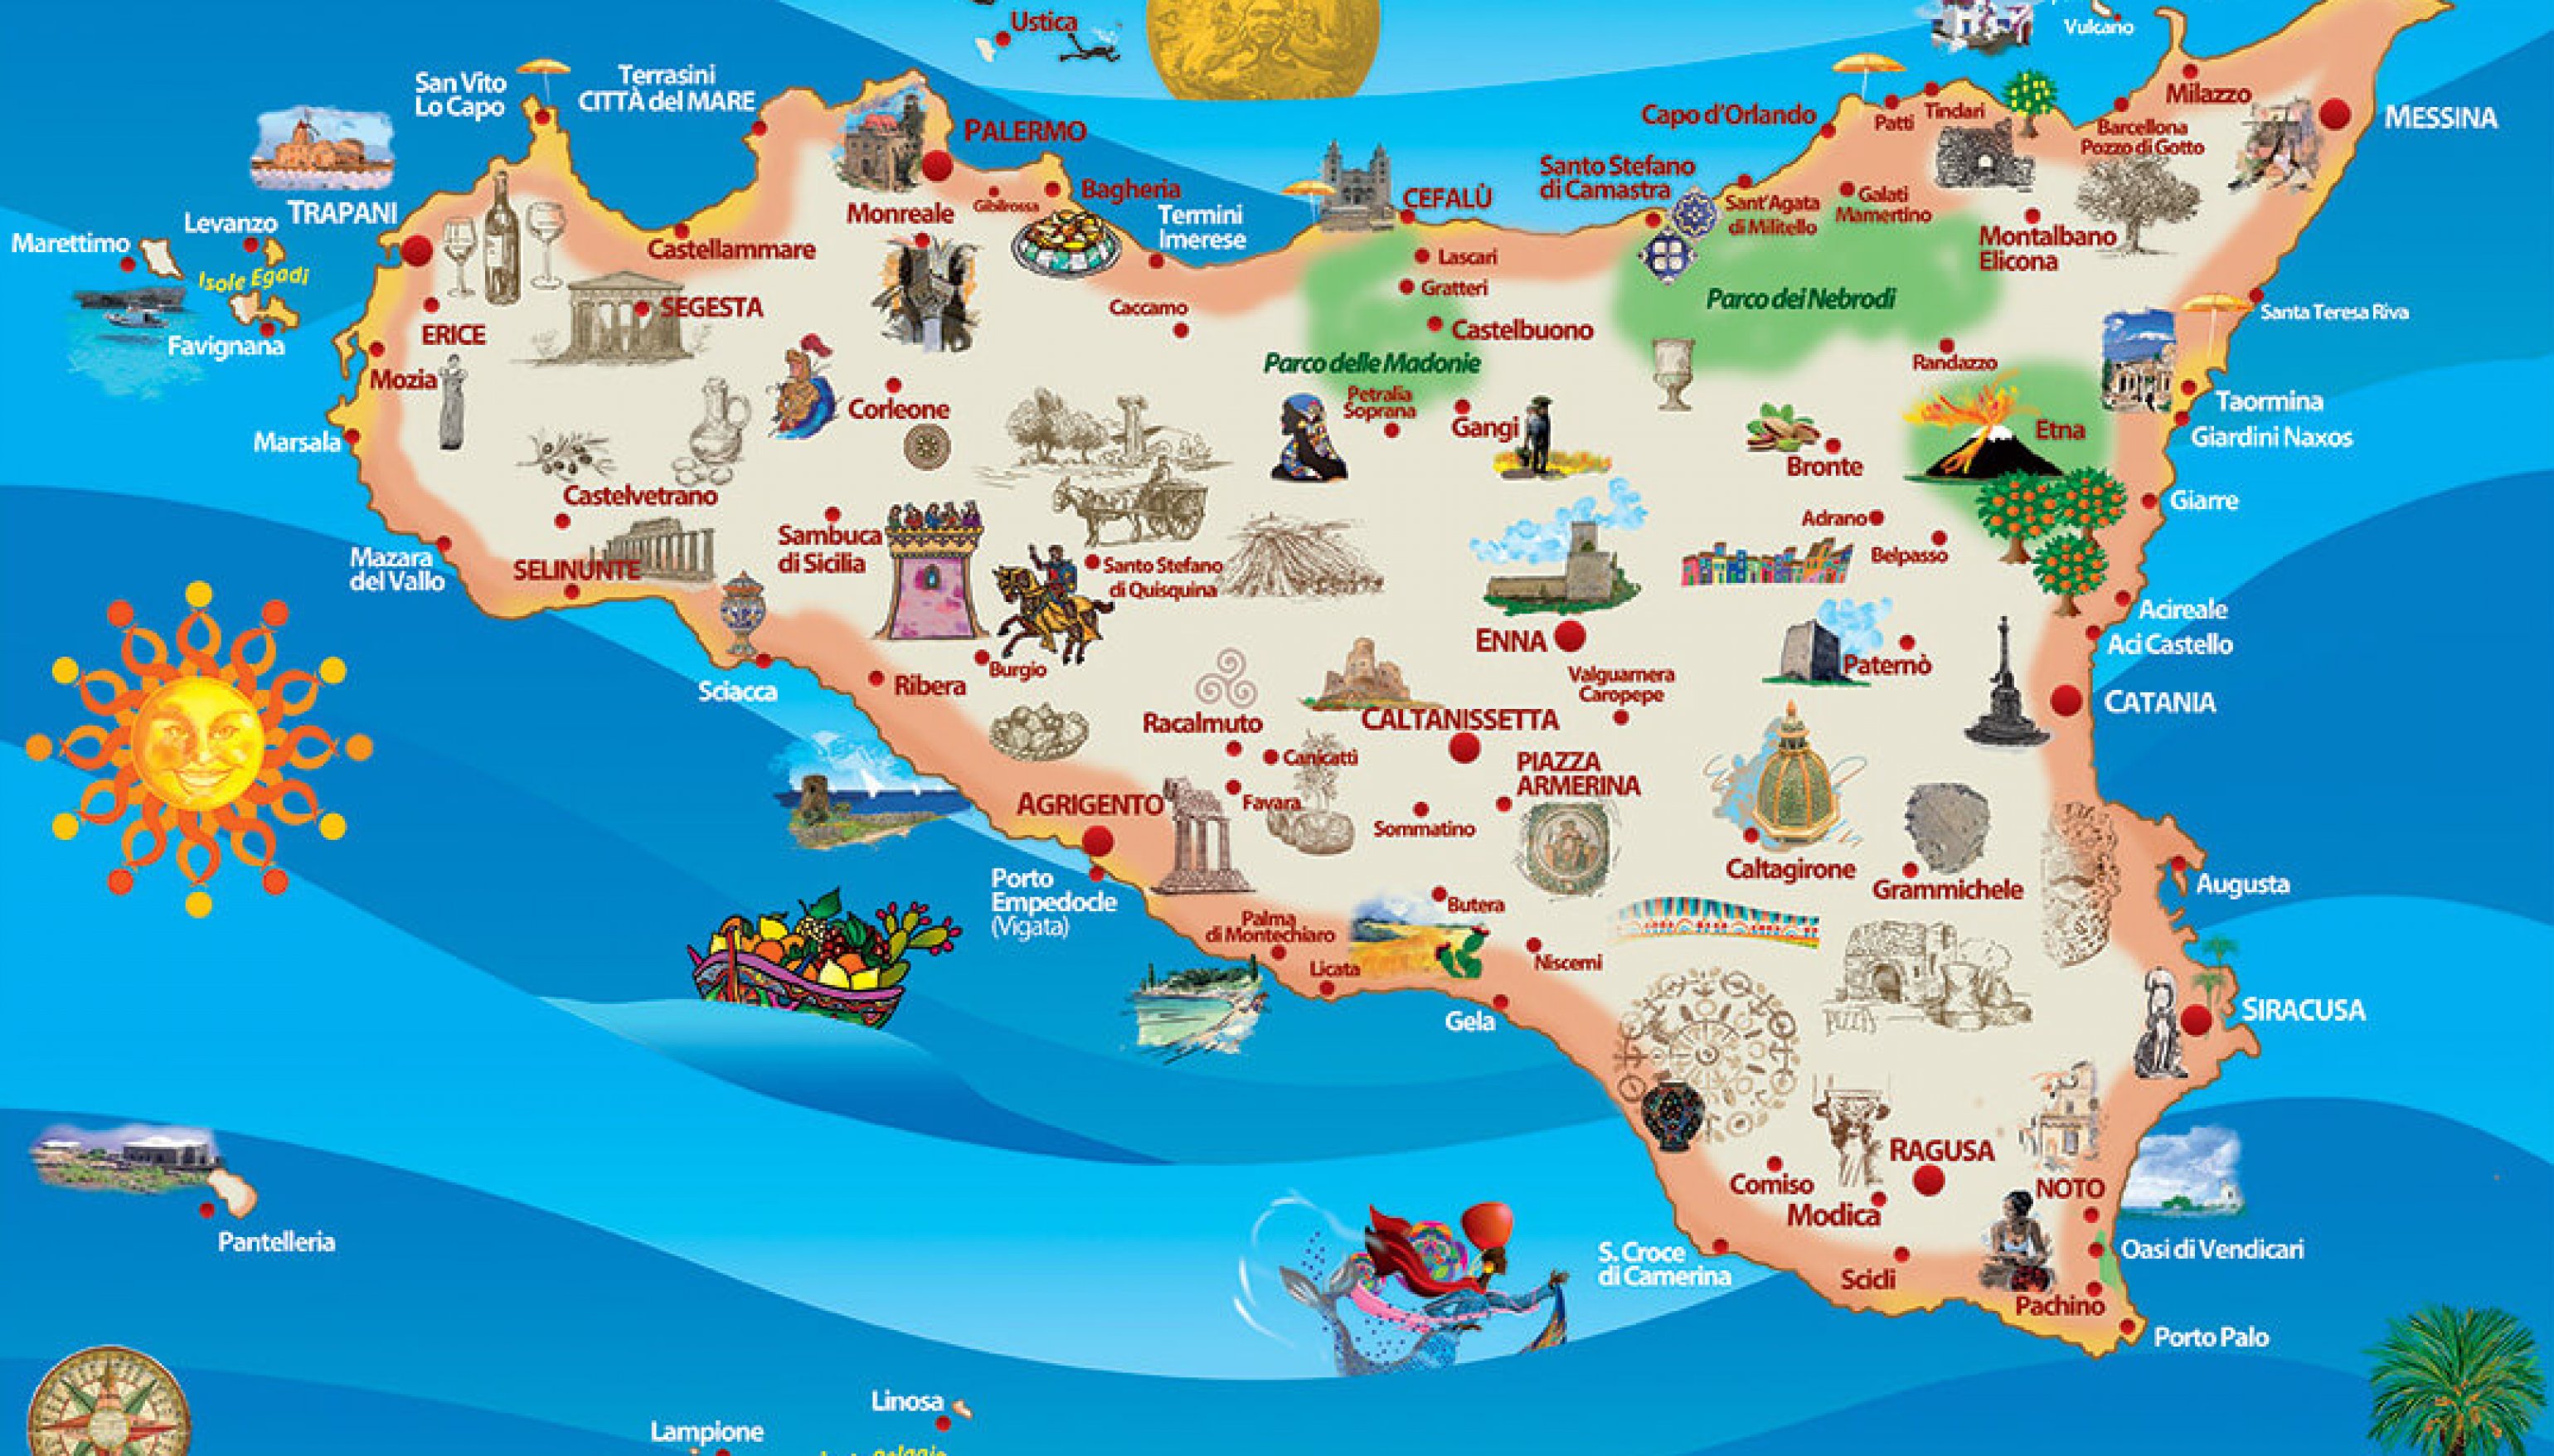 Ustica
Vulcano
San Vito
Lo Capo
Terrasini
CITTÀ del MARE
PALERMO
Capo d'Orlando
Patti
Tindari
Milazzo
MESSINA
Barcellona
Pozzo di Gotto
Santo Stefano
di Camastra
Sant'Agata
di Militello
Galati
Mamertino
Bagheria
Gibilrossa
Monreale
Termini
Imerese
CEFALÙ
Levanzo
TRAPANI
Marettimo
Isole Egadi
Favignana
Castellammare
Lascari
Gratteri
Montalbano
Elicona
Parco dei Nebrodi
Santa Teresa Riva
ERICE
SEGESTA
Caccamo
Castelbuono
Parco delle Madonie
Randazzo
Mozia
Corleone
Petralia
Soprana
Gangi
Taormina
Giardini Naxos
Etna
Marsala
Bronte
Castelvetrano
Giarre
Sambuca
di Sicilia
Adrano
Belpasso
Mazara
del Vallo
SELINUNTE
Santo Stefano
di Quisquina
Acireale
Aci Castello
ENNA
Paternò
Sciacca
Ribera
Burgio
Valguarnera
Caropepe
Racalmuto
CALTANISSETTA
CATANIA
Canicatti
PIAZZA
ARMERINA
AGRIGENTO
Favara
Sommatino
Caltagirone
Grammichele
Augusta
Porto
Empedocle
(Vigata)
Palma
di Montechiaro
Butera
Licata
Niscemi
Gela
SIRACUSA
RAGUSA
Comiso
Modica
NOTO
Pantelleria
S. Croce
di Camerina
Scicli
Oasi di Vendicari
Pachino
Porto Palo
Linosa
Lampione